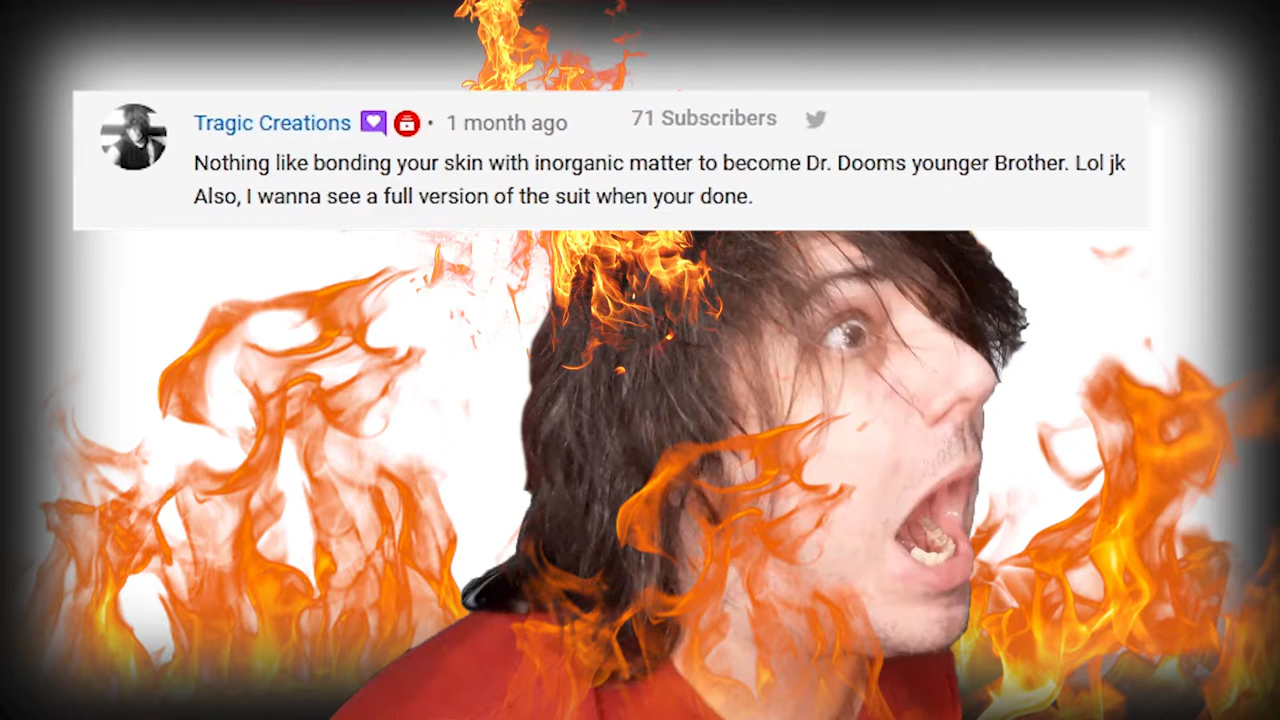 Tragic Creations • 1 month ago 71 Subscribers
Nothing like bonding your skin with inorganic matter to become Dr. Dooms younger Brother. Lol jk
Also, I wanna see a full version of the suit when your done.